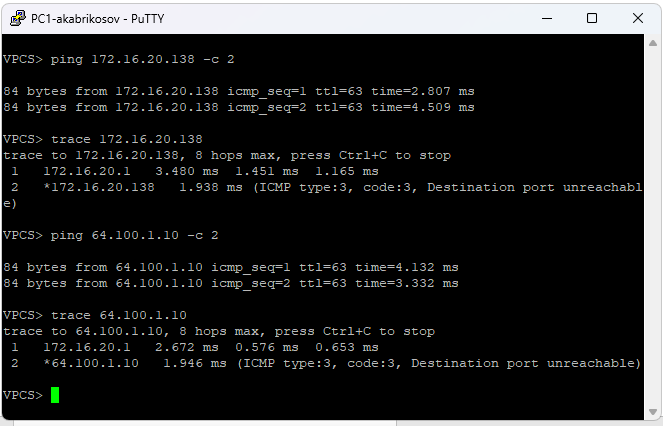 PC1-akabrikosov - PuTTY
VPCS> ping 172.16.20.138 -c 2
84 bytes from 172.16.20.138 icmp_seq=1 ttl=63 time=2.807 ms
84 bytes from 172.16.20.138 icmp_seq=2 ttl=63 time=4.509 ms
VPCS> trace 172.16.20.138
trace to 172.16.20.138, 8 hops max, press Ctrl+C to stop
1   172.16.20.1   3.480 ms  1.451 ms  1.165 ms
2   *172.16.20.138   1.938 ms (ICMP type:3, code:3, Destination port unreachabl
e)
VPCS> ping 64.100.1.10 -c 2
84 bytes from 64.100.1.10 icmp_seq=1 ttl=63 time=4.132 ms
84 bytes from 64.100.1.10 icmp_seq=2 ttl=63 time=3.332 ms
VPCS> trace 64.100.1.10
trace to 64.100.1.10, 8 hops max, press Ctrl+C to stop
1   172.16.20.1   2.672 ms  0.576 ms  0.653 ms
2   *64.100.1.10   1.946 ms (ICMP type:3, code:3, Destination port unreachable)
VPCS>